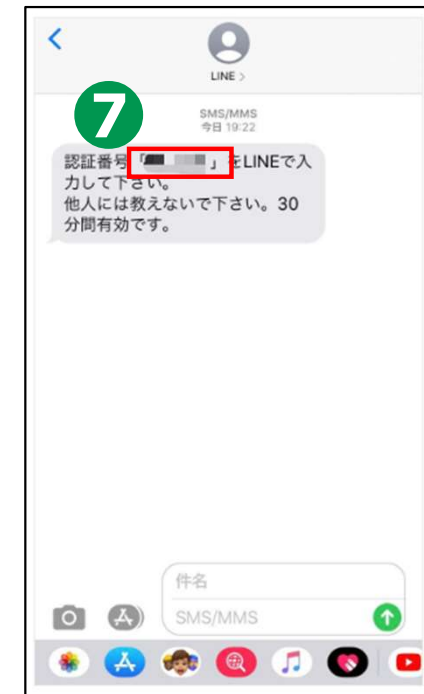 LINE >
7
SMS/MMS
今日 19:22
認証番号「 」をLINEで入
力して下さい。
他人には教えないで下さい。30
分間有効です。
件名
SMS/MMS